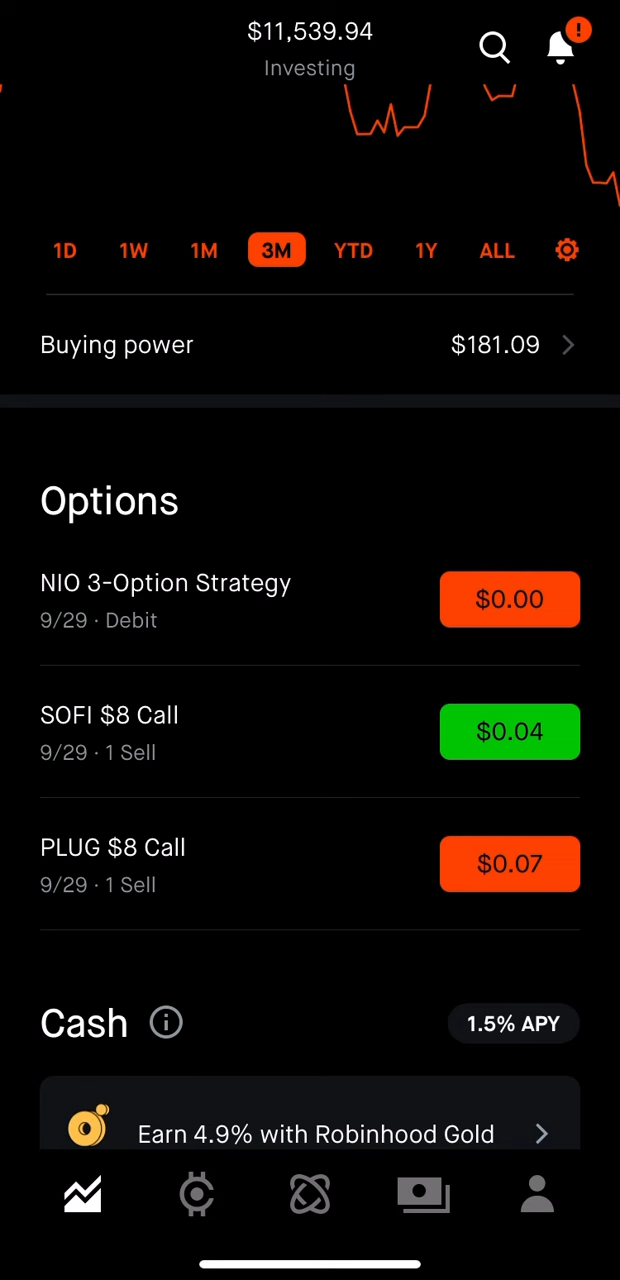 $11,539.94
Investing
!
1D 1W 1M 3M YTD 1Y ALL
Buying power $181.09
Options
NIO 3-Option Strategy
$0.00
9/29 · Debit
SOFI $8 Call
$0.04
9/29 · 1 Sell
PLUG $8 Call
$0.07
9/29 · 1 Sell
Cash 1.5% APY
Earn 4.9% with Robinhood Gold